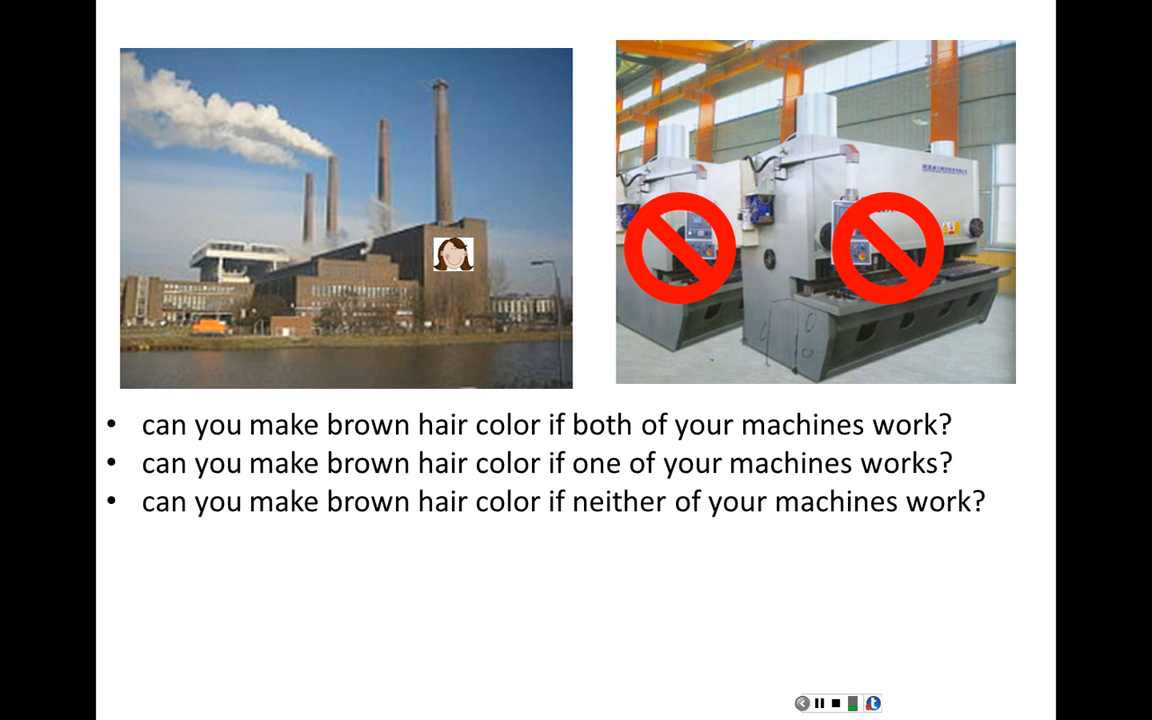 • can you make brown hair color if both of your machines work?
• can you make brown hair color if one of your machines works?
• can you make brown hair color if neither of your machines work?